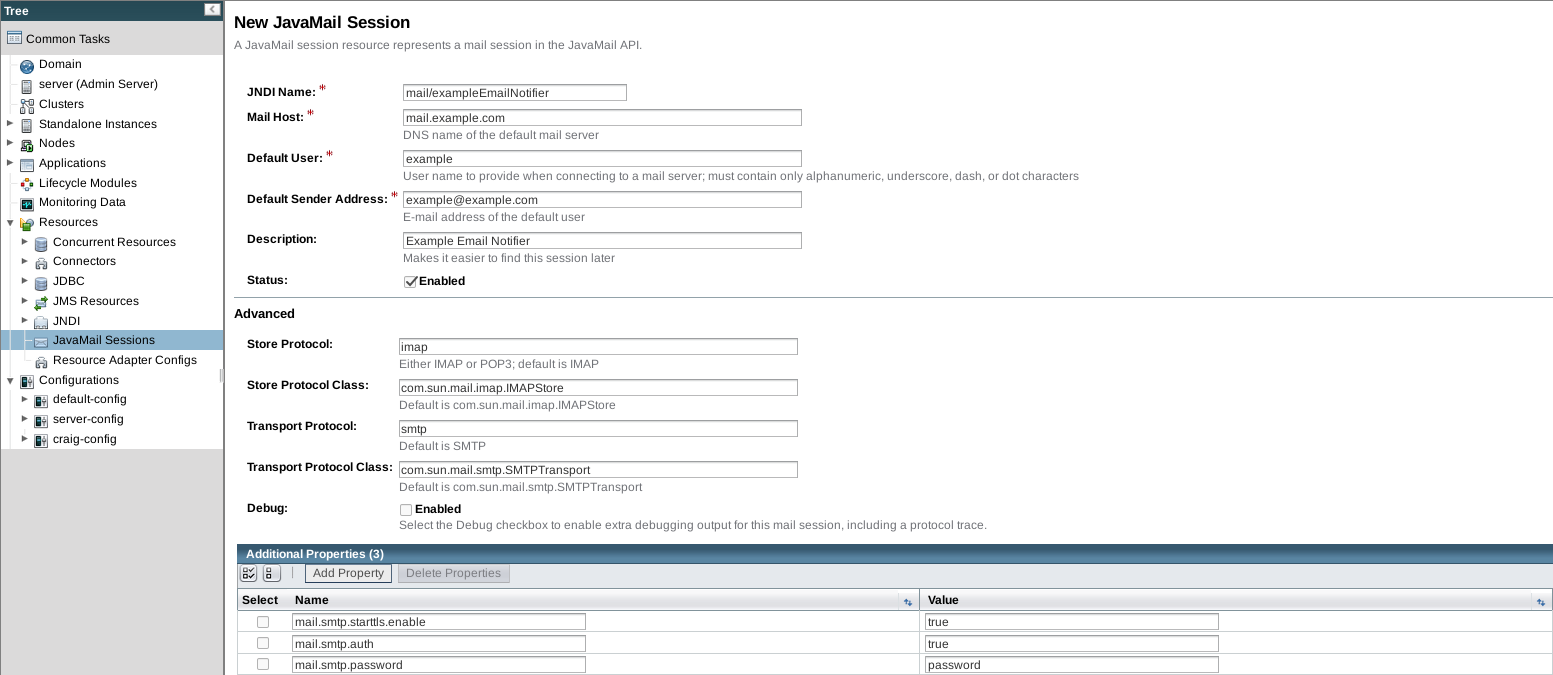 Tree
Common Tasks
Domain
server (Admin Server)
Clusters
Standalone Instances
Nodes
Applications
Lifecycle Modules
Monitoring Data
Resources
Concurrent Resources
Connectors
JDBC
JMS Resources
JNDI
JavaMail Sessions
Resource Adapter Configs
Configurations
default-config
server-config
craig-config
New JavaMail Session
A JavaMail session resource represents a mail session in the JavaMail API.
JNDI Name: * mail/exampleEmailNotifier
Mail Host: * mail.example.com
DNS name of the default mail server
Default User: * example
User name to provide when connecting to a mail server; must contain only alphanumeric, underscore, dash, or dot characters
Default Sender Address: * example@example.com
E-mail address of the default user
Description: Example Email Notifier
Makes it easier to find this session later
Status: Enabled
Advanced
Store Protocol: imap
Either IMAP or POP3; default is IMAP
Store Protocol Class: com.sun.mail.imap.IMAPStore
Default is com.sun.mail.imap.IMAPStore
Transport Protocol: smtp
Default is SMTP
Transport Protocol Class: com.sun.mail.smtp.SMTPTransport
Default is com.sun.mail.smtp.SMTPTransport
Debug: Enabled
Select the Debug checkbox to enable extra debugging output for this mail session, including a protocol trace.
Additional Properties (3)
Add Property Delete Properties
Select Name Value
mail.smtp.starttls.enable true
mail.smtp.auth true
mail.smtp.password password